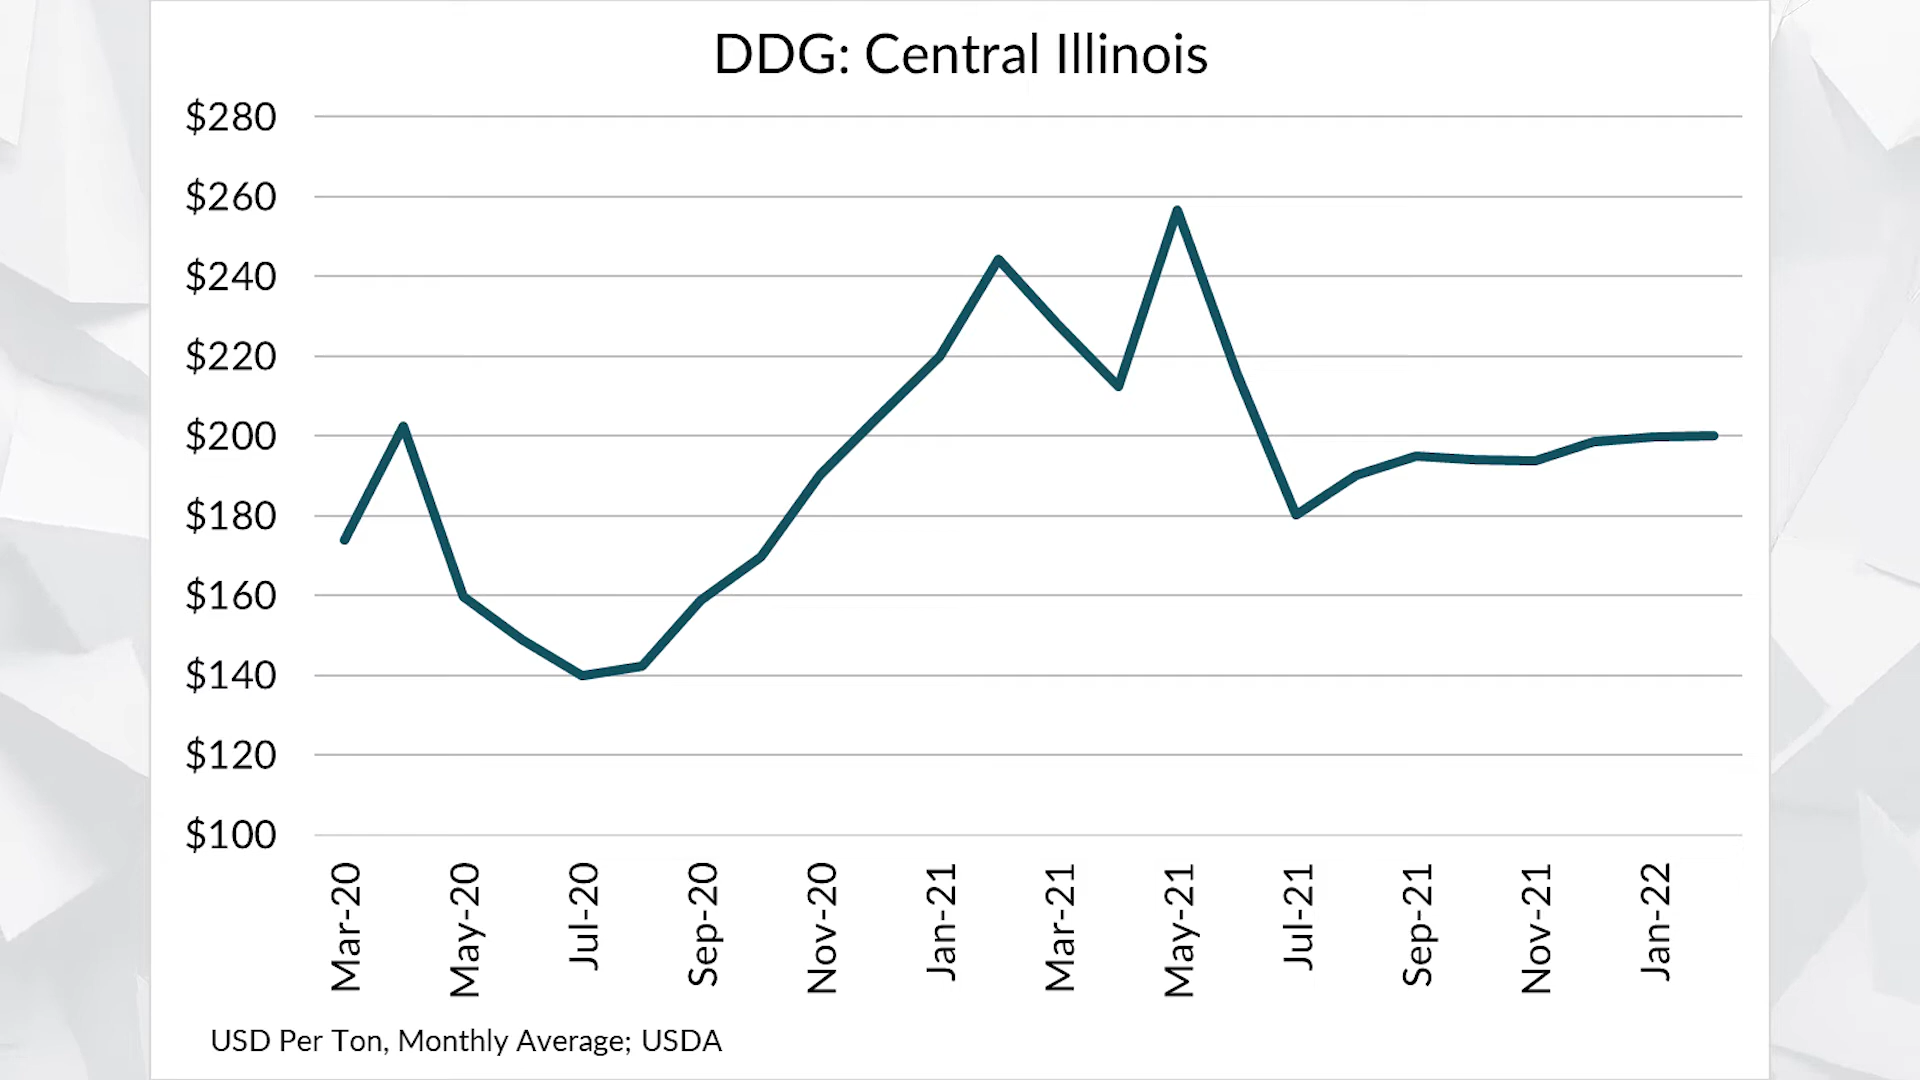 DDG: Central Illinois
$280
$260
$240
$220
$200
$180
$160
$140
$120
$100
Mar-20
May-20
Jul-20
Sep-20
Nov-20
Jan-21
Mar-21
May-21
Jul-21
Sep-21
Nov-21
Jan-22
USD Per Ton, Monthly Average; USDA